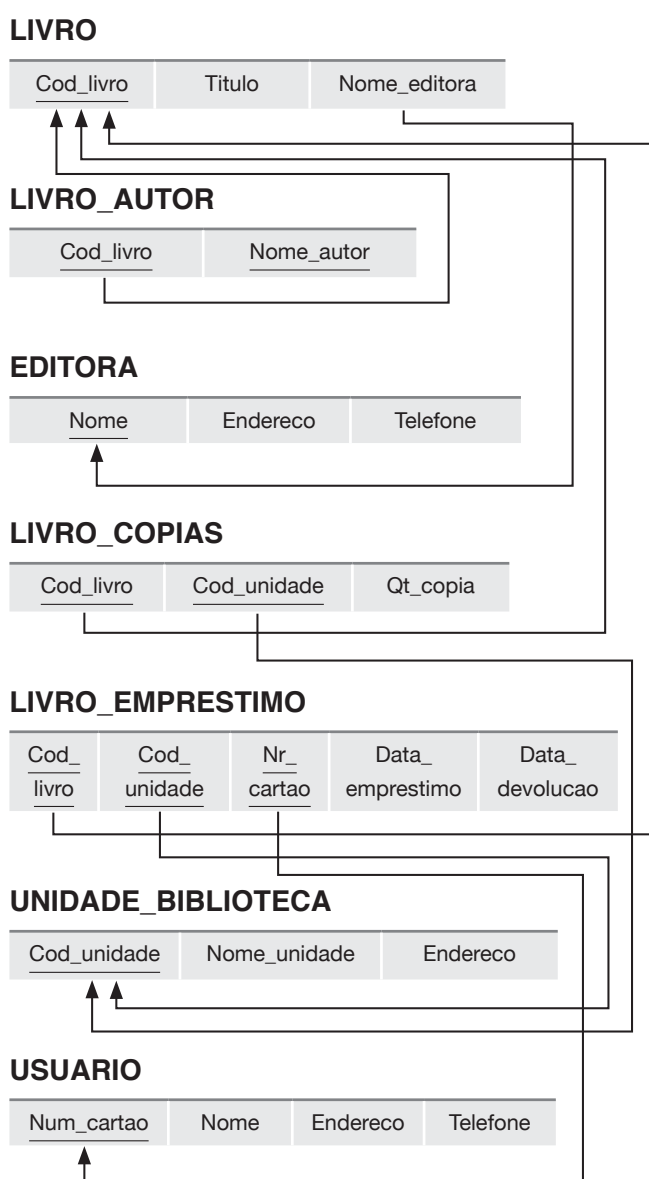 LIVRO
Cod_livro Titulo Nome_editora
LIVRO_AUTOR
Cod_livro Nome_autor
EDITORA
Nome Endereco Telefone
LIVRO_COPIAS
Cod_livro Cod_unidade Qt_copia
LIVRO_EMPRESTIMO
Cod_ Cod_ Nr_ Data_ Data_
livro unidade cartao emprestimo devolucao
UNIDADE_BIBLIOTECA
Cod_unidade Nome_unidade Endereco
USUARIO
Num_cartao Nome Endereco Telefone